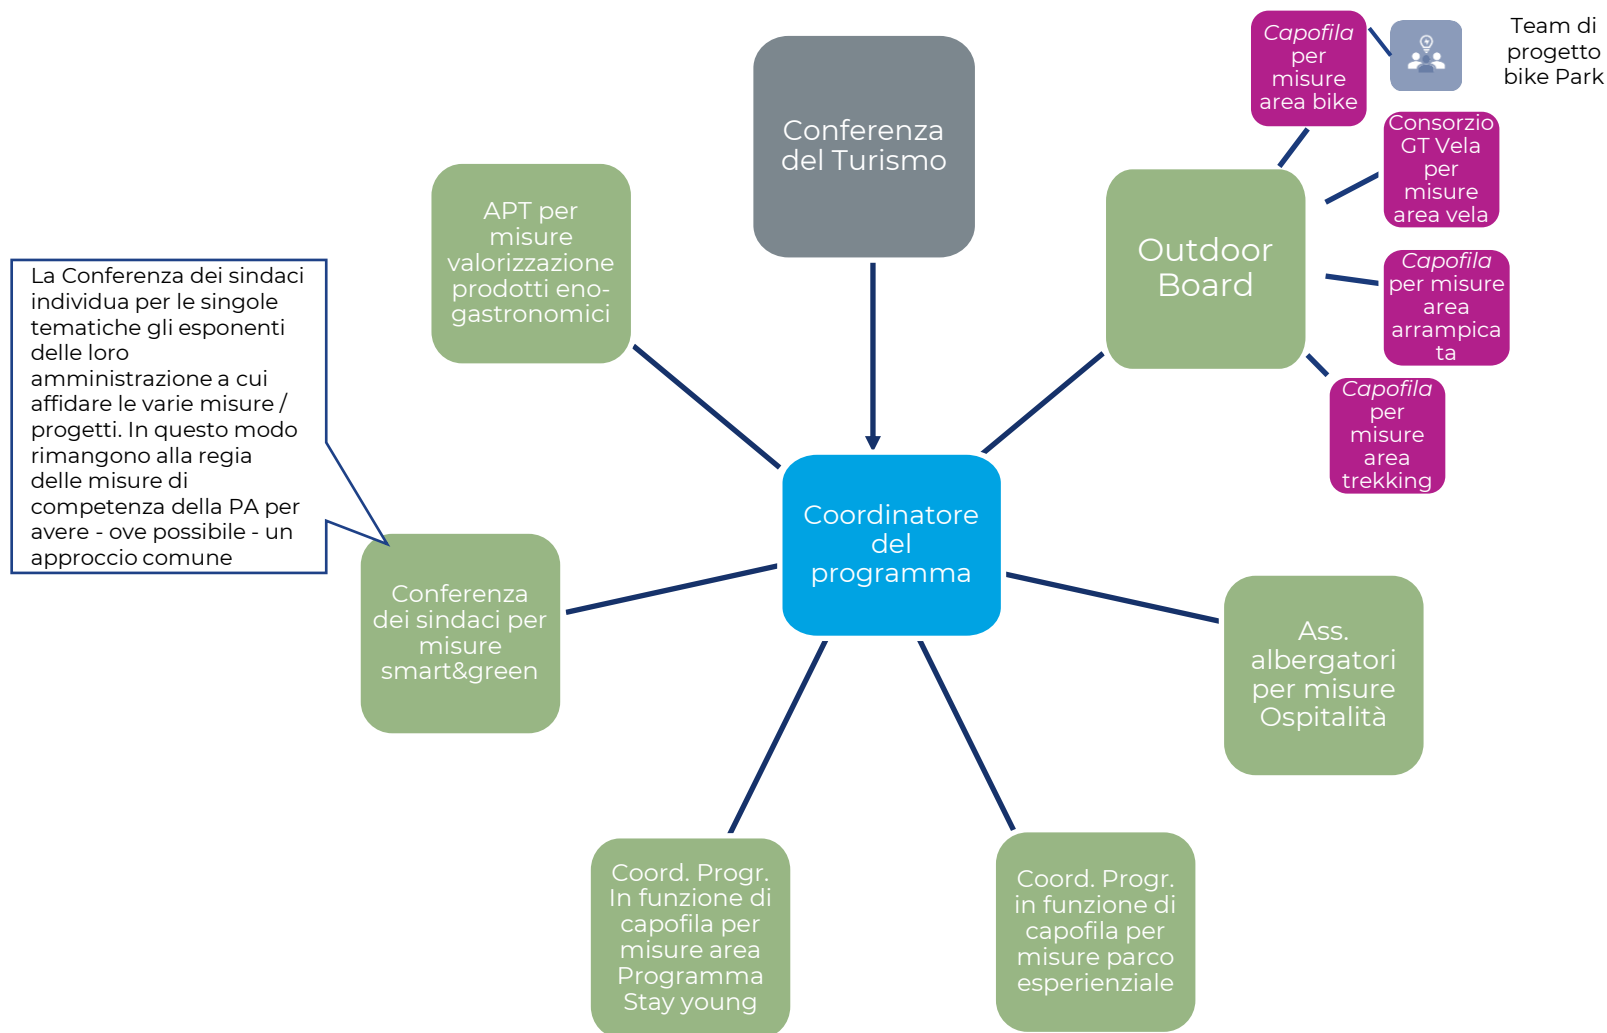 Capofila
per
misure
area bike
Team di
progetto
bike Park
Conferenza
del Turismo
Consorzio
GT Vela
per
misure
area vela
APT per
misure
valorizzazione
prodotti eno-
gastronomici
Outdoor
Board
Capofila
per misure
area
arrampica
ta
La Conferenza dei sindaci
individua per le singole
tematiche gli esponenti
delle loro
amministrazione a cui
affidare le varie misure /
progetti. In questo modo
rimangono alla regia
delle misure di
competenza della PA per
avere - ove possibile - un
approccio comune
Capofila
per
misure
area
trekking
Coordinatore
del
programma
Conferenza
dei sindaci per
misure
smart&green
Ass.
albergatori
per misure
Ospitalità
Coord. Progr.
In funzione di
capofila per
misure area
Programma
Stay young
Coord. Progr.
in funzione di
capofila per
misure parco
esperienziale